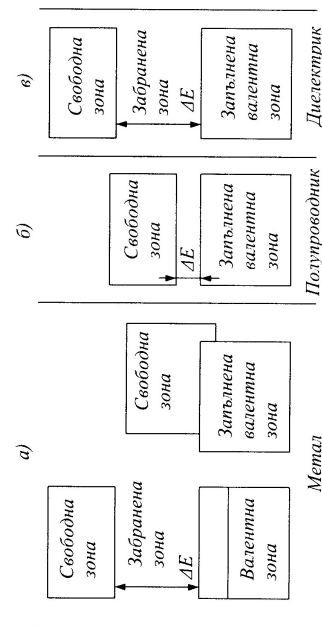 а)
Свободна
зона
Забранена
зона
ΔE
Валентна
зона
Свободна
зона
Запълнена
валентна
зона
Метал
б)
Свободна
зона
ΔE
Запълнена
валентна
зона
Полупроводник
в)
Свободна
зона
Забранена
зона
ΔE
Запълнена
валентна
зона
Диелектрик